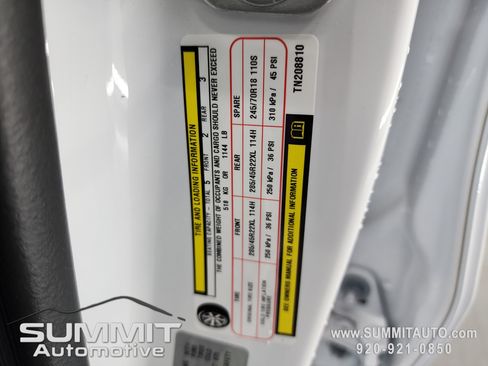 TIRE AND LOADING INFORMATION
SEATING CAPACITY - TOTAL 5 FRONT 2 REAR 3
THE COMBINED WEIGHT OF OCCUPANTS AND CARGO SHOULD NEVER EXCEED
518 KG OR 1144 LB
TIRE FRONT REAR SPARE
ORIGINAL TIRE SIZE 285/45R22XL 114H 285/45R22XL 114H 245/70R18 110S
COLD TIRE INFLATION PRESSURE 250 kPa / 36 PSI 250 kPa / 36 PSI 310 kPa / 45 PSI
SEE OWNERS MANUAL FOR ADDITIONAL INFORMATION
TN208810
SUMMIT
Automotive
WWW.SUMMITAUTO.COM
920-921-0850